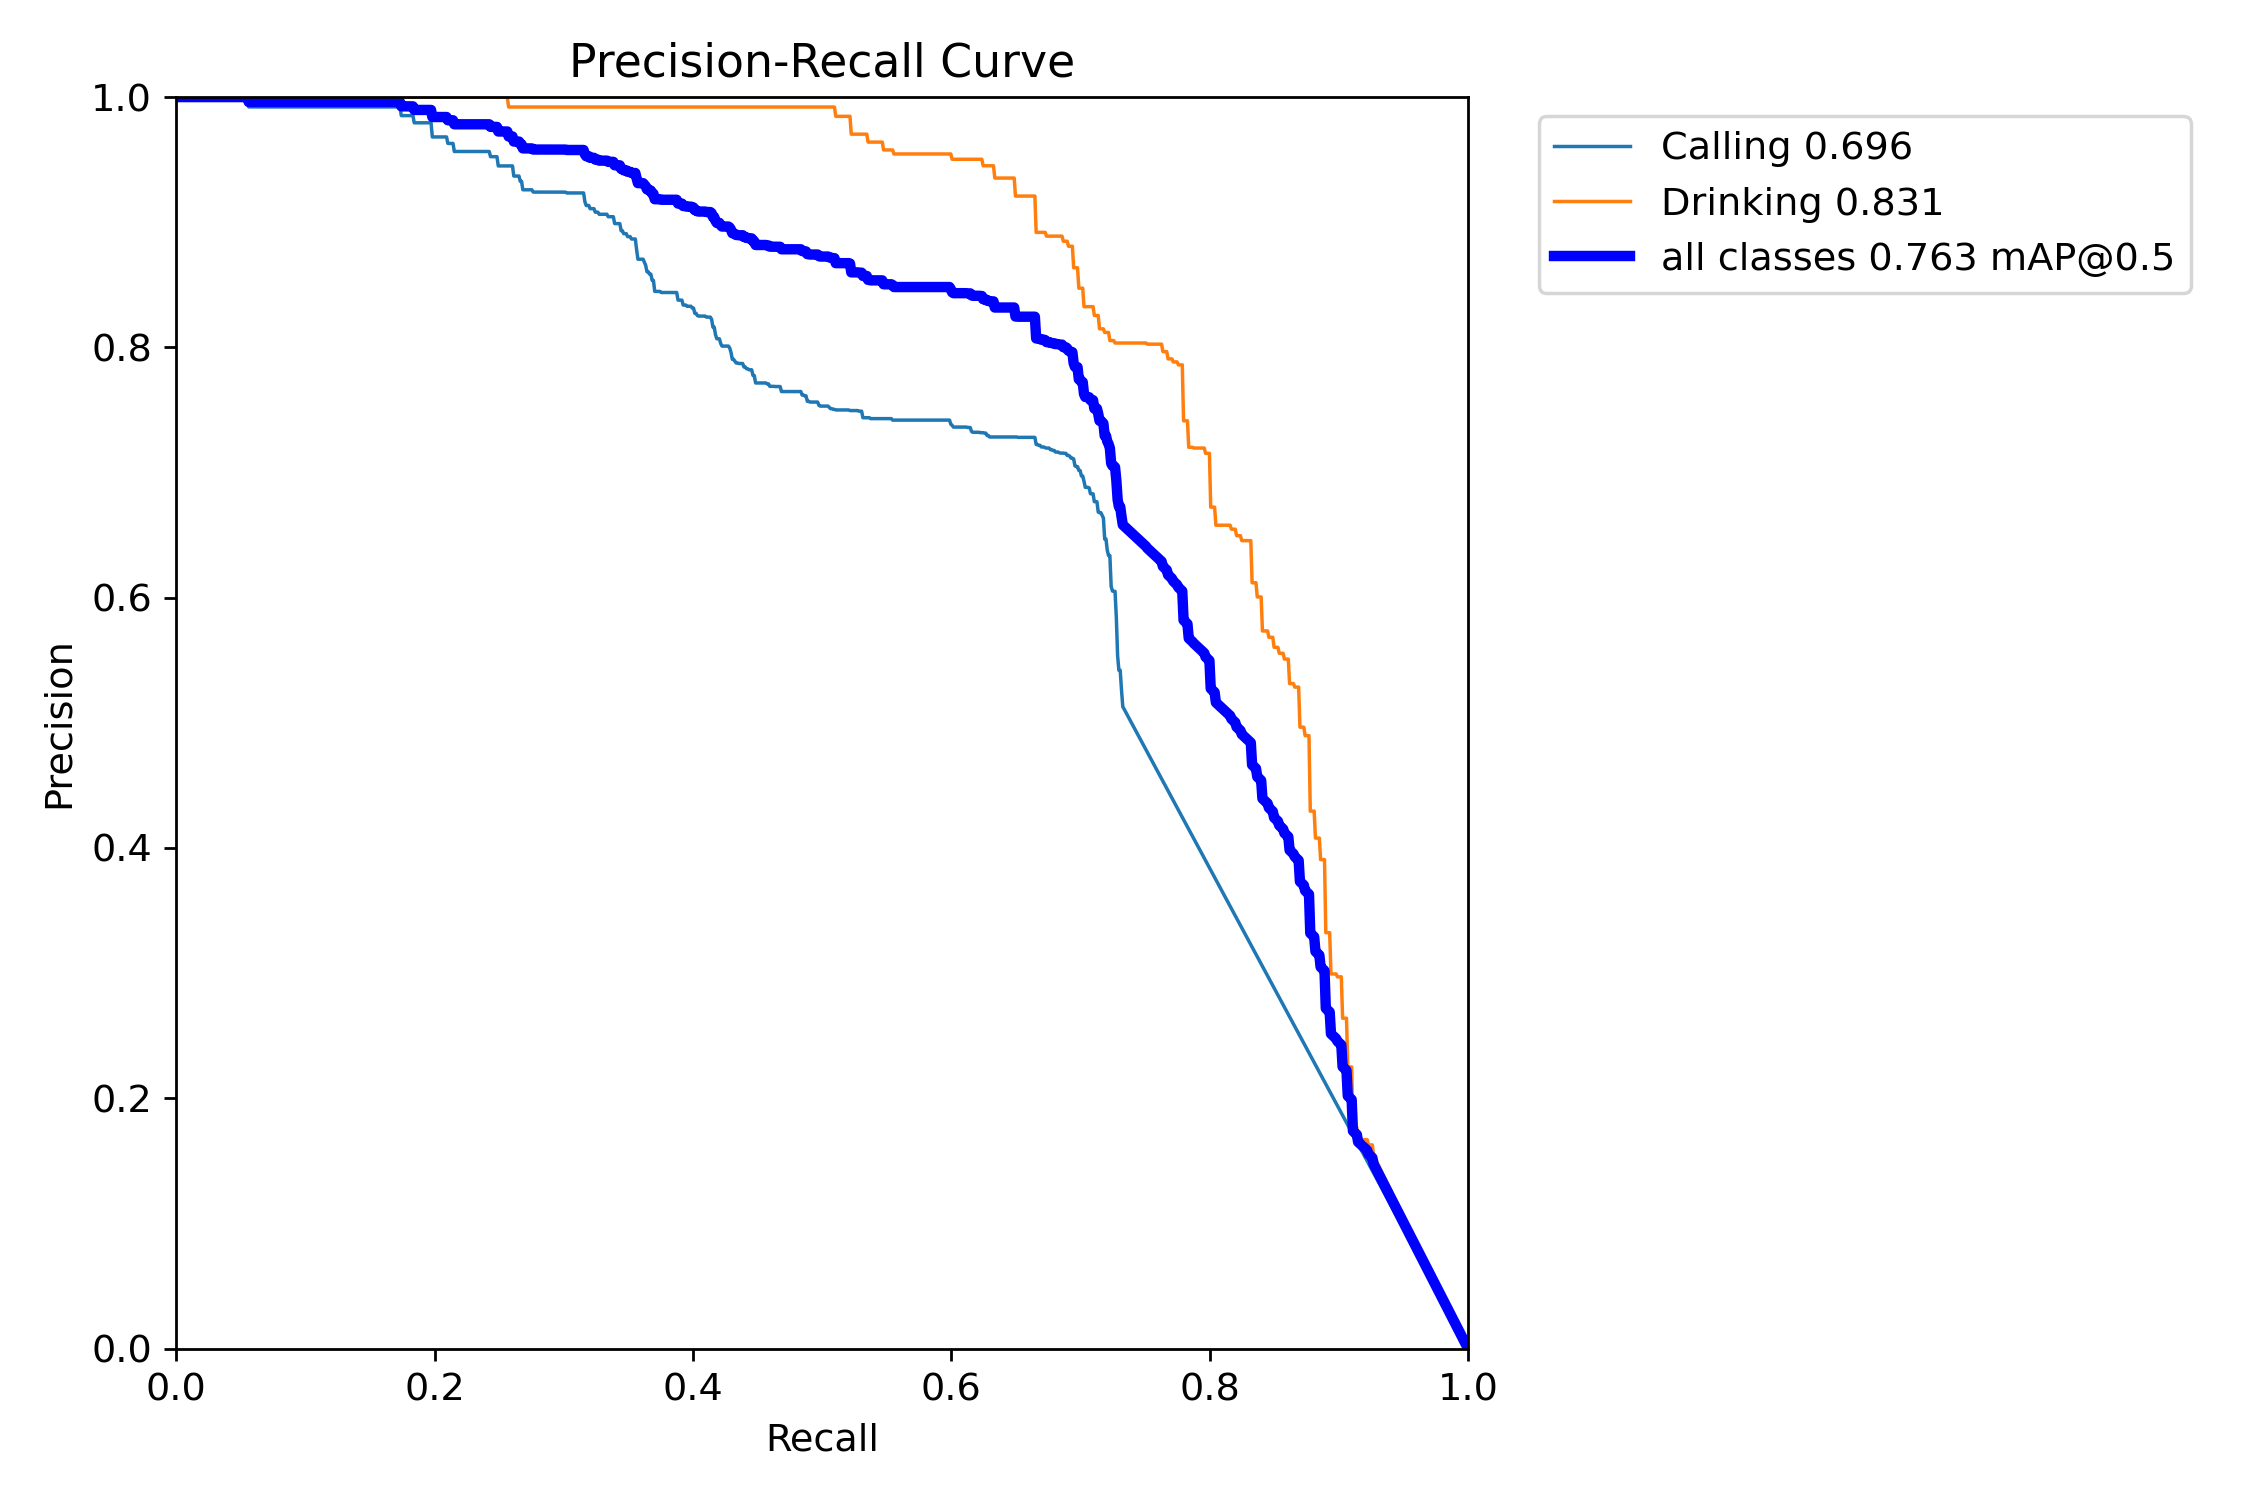 Precision-Recall Curve
1.0
0.8
0.6
0.4
0.2
0.0
Precision
0.0 0.2 0.4 0.6 0.8 1.0
Recall
Calling 0.696
Drinking 0.831
all classes 0.763 mAP@0.5